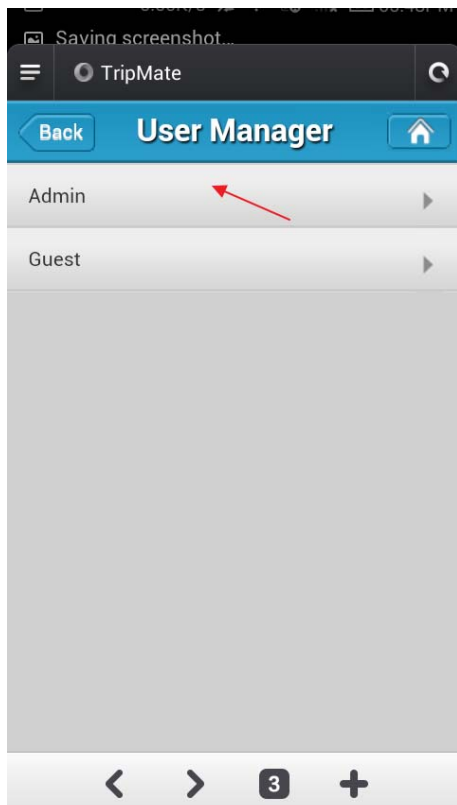 Saving screenshot...
TripMate
Back
User Manager
Admin
Guest
3